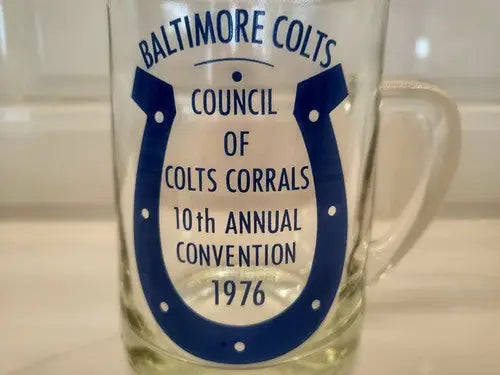 BALTIMORE COLTS
COUNCIL
OF
COLTS CORRALS
10th ANNUAL
CONVENTION
1976